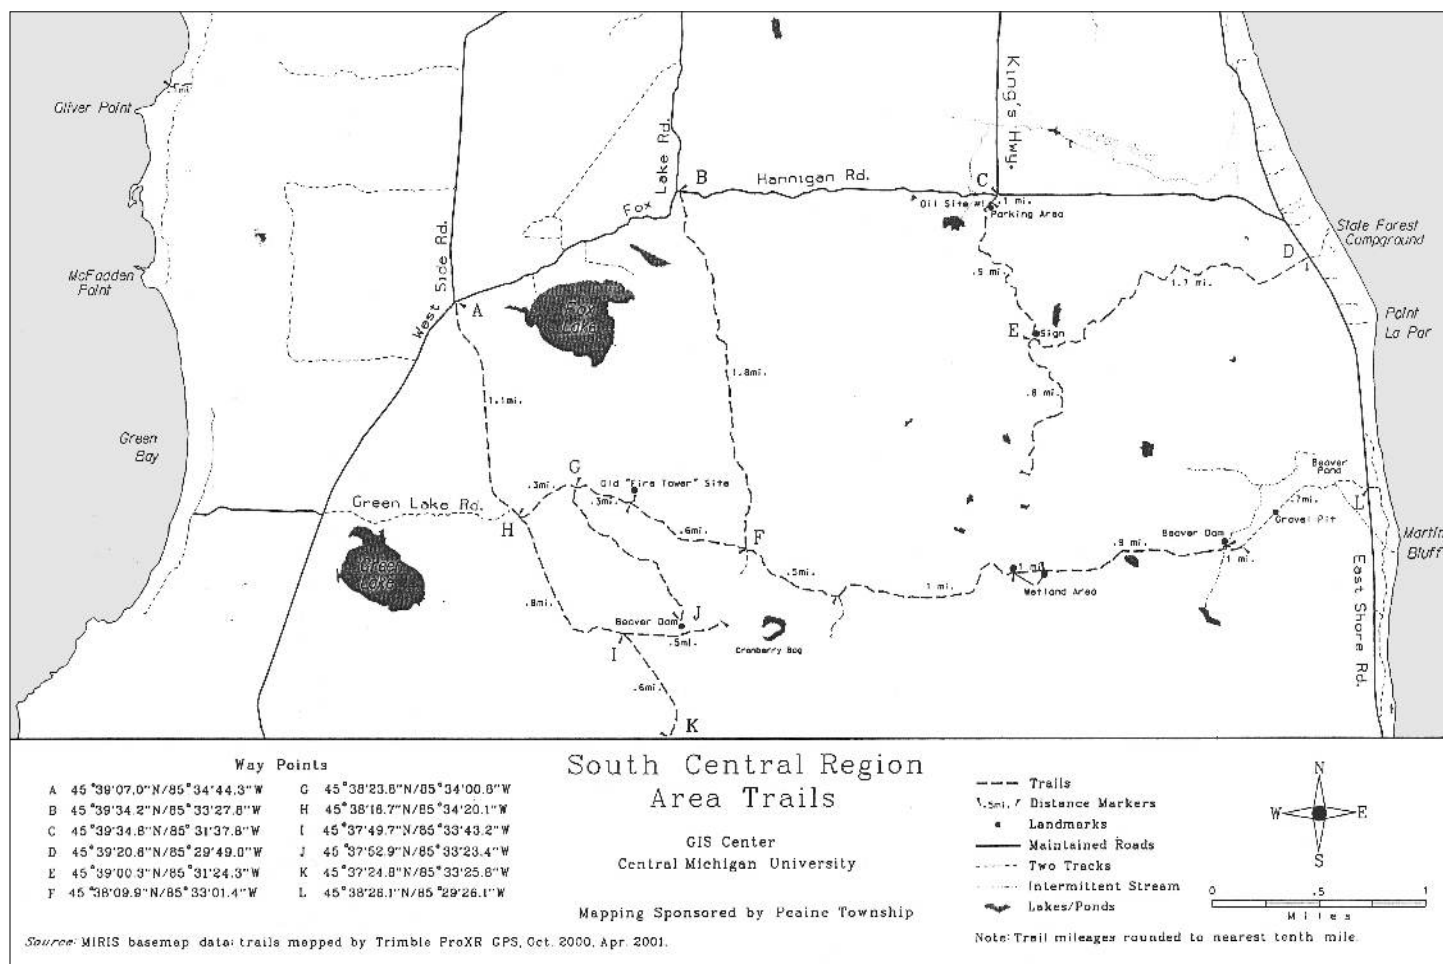 Oliver Point
.1mi.
McFadden
Point
Green
Bay
West Side Rd.
Fox
Lake Rd.
B
Hannigan Rd.
King's Hwy.
C
Oil Site #1
.1 mi.
Parking Area
State Forest
Campground
D
Point
La Par
A
Fox
Lake
.5 mi.
1.7 mi.
E
Sign
1.8mi.
.8 mi.
1.1mi.
G
Old "Fire Tower" Site
.3mi.
.3mi.
Green Lake Rd.
H
.6mi.
F
Beaver
Pond
.7mi.
L
Gravel Pit
Beaver Dam
.9 mi.
.1 mi.
Martin
Bluff
Green
Lake
.5mi.
.1 mi.
1 mi.
Wetland Area
.8mi.
Beaver Dam
J
.5mi.
Cranberry Bog
I
.6mi.
K
East Shore Rd.
Way Points
A 45°39'07.0"N/85°34'44.3"W
B 45°39'34.2"N/85°33'27.8"W
C 45°39'34.8"N/85°31'37.8"W
D 45°39'20.6"N/85°29'49.0"W
E 45°39'00.3"N/85°31'24.3"W
F 45°38'09.9"N/85°33'01.4"W
G 45°38'23.8"N/85°34'00.8"W
H 45°38'18.7"N/85°34'20.1"W
I 45°37'49.7"N/85°33'43.2"W
J 45°37'52.9"N/85°33'23.4"W
K 45°37'24.8"N/85°33'25.8"W
L 45°38'28.1"N/85°29'28.1"W
South Central Region
Area Trails
GIS Center
Central Michigan University
Mapping Sponsored by Peaine Township
Trails
.5mi. Distance Markers
Landmarks
Maintained Roads
Two Tracks
Intermittent Stream
Lakes/Ponds
N
W E
S
0 .5 1
Miles
Source: MIRIS basemap data; trails mapped by Trimble ProXR GPS, Oct. 2000, Apr. 2001.
Note: Trail mileages rounded to nearest tenth mile.